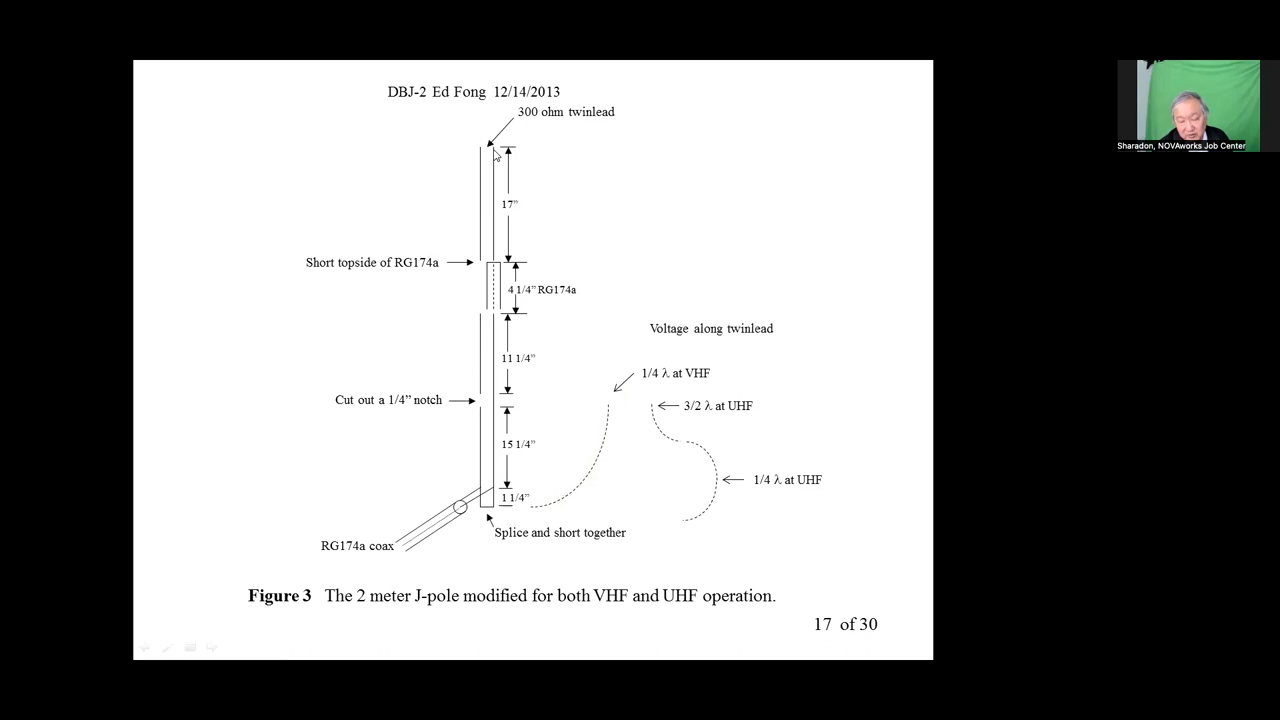 DBJ-2 Ed Fong 12/14/2013
300 ohm twinlead
Sharadon, NOVAworks Job Center
17"
Short topside of RG174a
4 1/4" RG174a
Voltage along twinlead
11 1/4"
1/4 λ at VHF
Cut out a 1/4" notch
3/2 λ at UHF
15 1/4"
1/4 λ at UHF
1 1/4"
Splice and short together
RG174a coax
Figure 3 The 2 meter J-pole modified for both VHF and UHF operation.
17 of 30